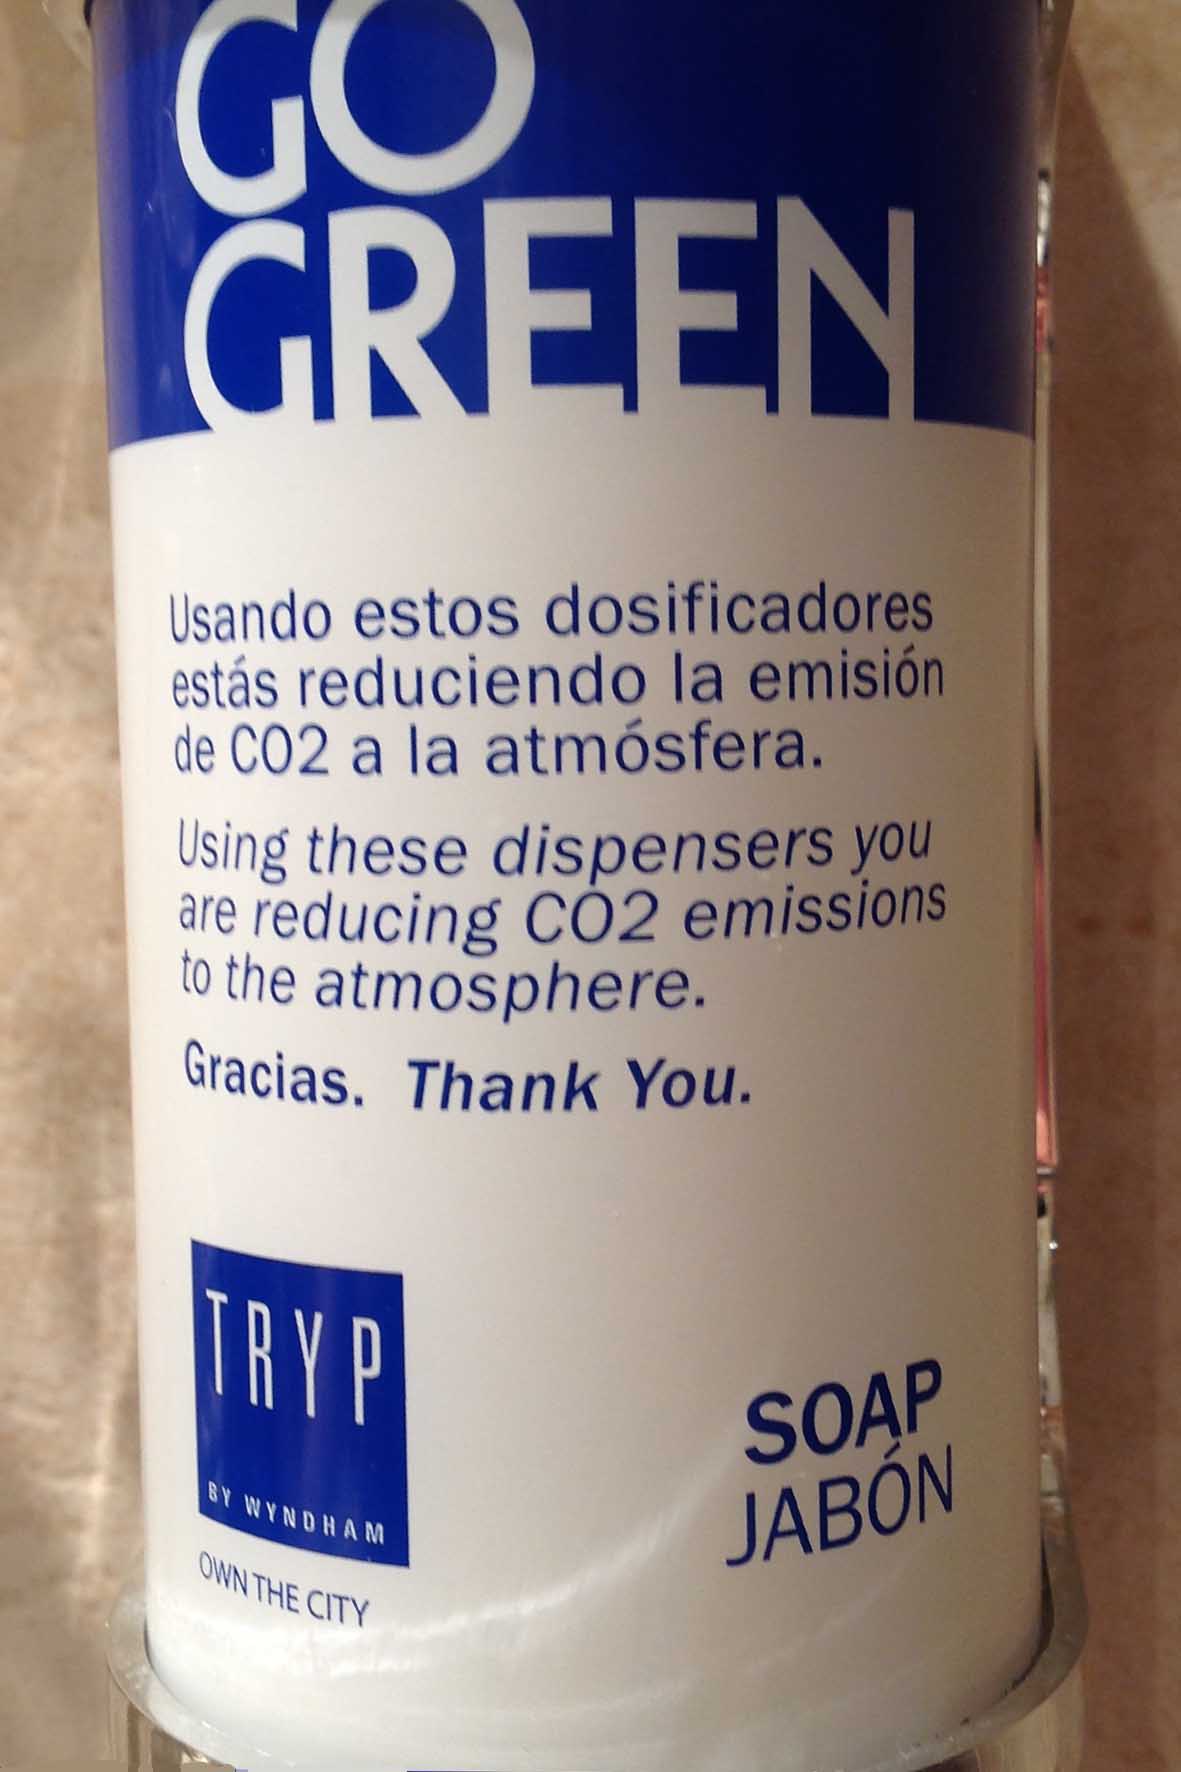 GO
GREEN
Usando estos dosificadores
estás reduciendo la emisión
de CO2 a la atmósfera.
Using these dispensers you
are reducing CO2 emissions
to the atmosphere.
Gracias. Thank You.
TRYP
BY WYNDHAM
OWN THE CITY
SOAP
JABÓN